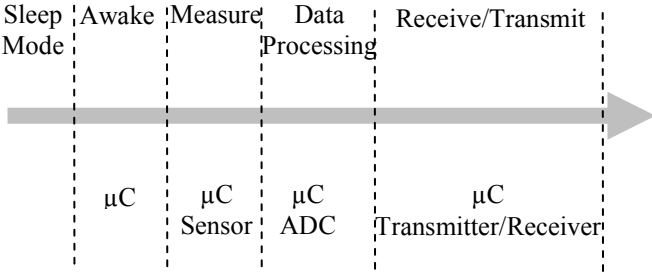 Sleep Mode
Awake
Measure
Data Processing
Receive/Transmit
µC
µC
Sensor
µC
ADC
µC
Transmitter/Receiver